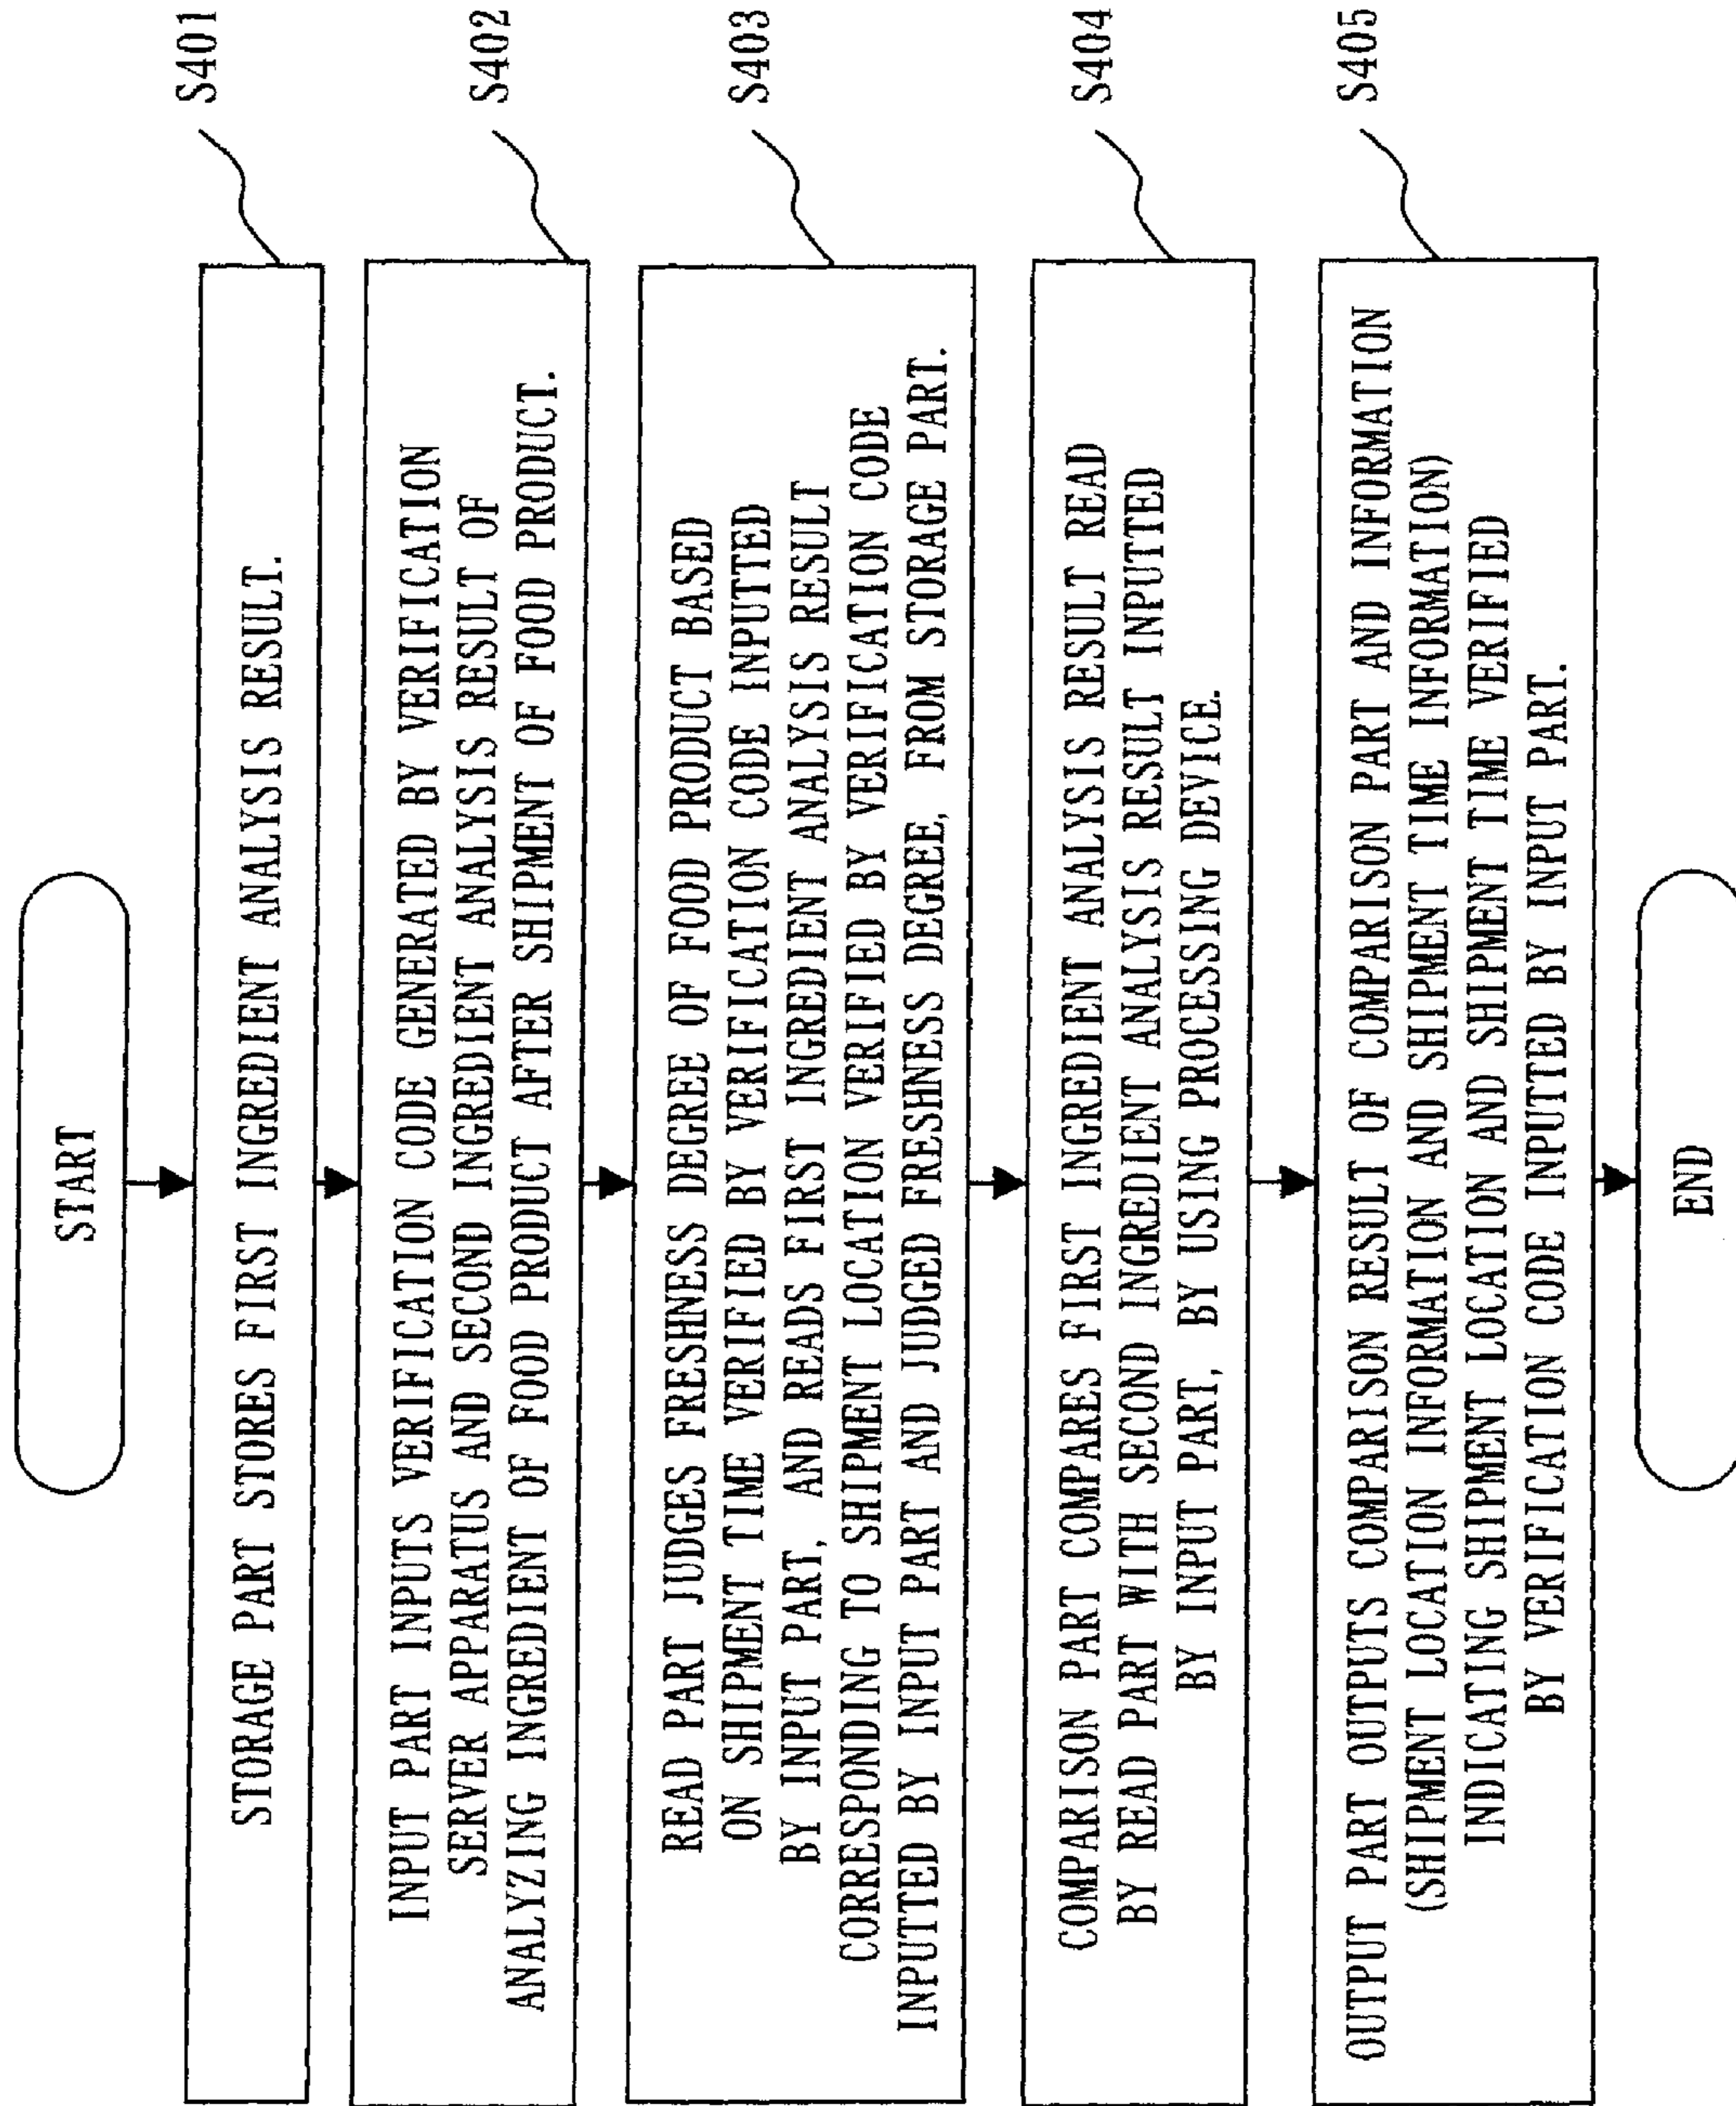 START
S401
STORAGE PART STORES FIRST INGREDIENT ANALYSIS RESULT.
S402
INPUT PART INPUTS VERIFICATION CODE GENERATED BY VERIFICATION
SERVER APPARATUS AND SECOND INGREDIENT ANALYSIS RESULT OF
ANALYZING INGREDIENT OF FOOD PRODUCT AFTER SHIPMENT OF FOOD PRODUCT.
S403
READ PART JUDGES FRESHNESS DEGREE OF FOOD PRODUCT BASED
ON SHIPMENT TIME VERIFIED BY VERIFICATION CODE INPUTTED
BY INPUT PART, AND READS FIRST INGREDIENT ANALYSIS RESULT
CORRESPONDING TO SHIPMENT LOCATION VERIFIED BY VERIFICATION CODE
INPUTTED BY INPUT PART AND JUDGED FRESHNESS DEGREE, FROM STORAGE PART.
S404
COMPARISON PART COMPARES FIRST INGREDIENT ANALYSIS RESULT READ
BY READ PART WITH SECOND INGREDIENT ANALYSIS RESULT INPUTTED
BY INPUT PART, BY USING PROCESSING DEVICE.
S405
OUTPUT PART OUTPUTS COMPARISON RESULT OF COMPARISON PART AND INFORMATION
(SHIPMENT LOCATION INFORMATION AND SHIPMENT TIME INFORMATION)
INDICATING SHIPMENT LOCATION AND SHIPMENT TIME VERIFIED
BY VERIFICATION CODE INPUTTED BY INPUT PART.
END